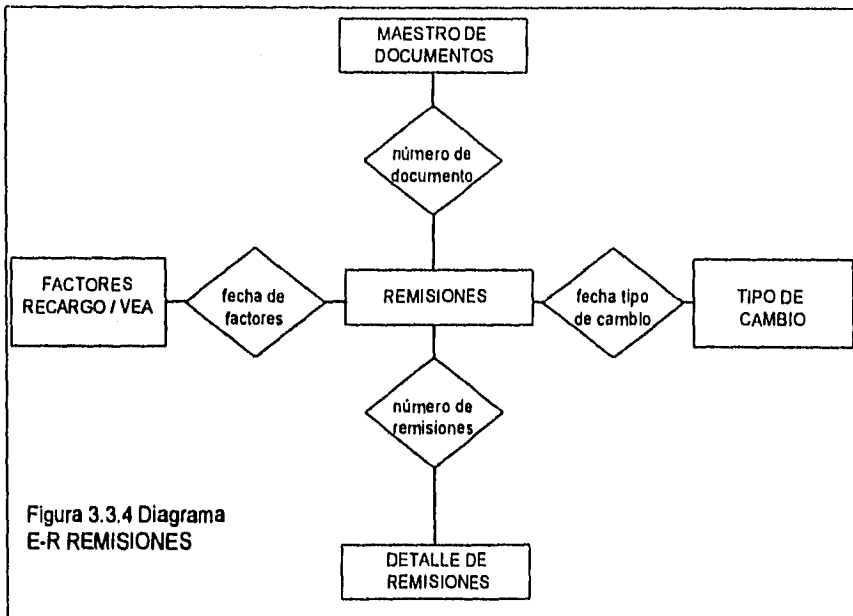 MAESTRO DE
DOCUMENTOS
número de
documento
FACTORES
RECARGO / VEA
fecha de
factores
REMISIONES
fecha tipo
de cambio
TIPO DE
CAMBIO
número de
remisiones
Figura 3.3.4 Diagrama
E-R REMISIONES
DETALLE DE
REMISIONES